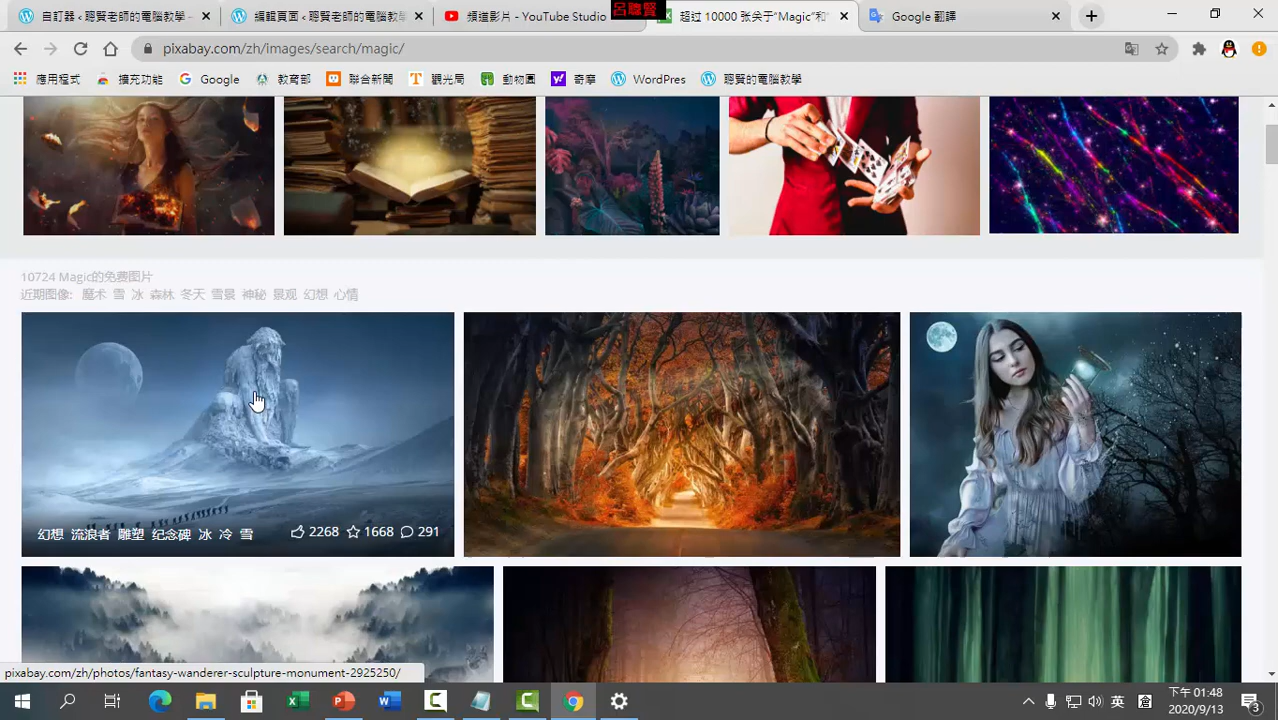 自訂器 ‹ 聰賢的電腦教學 ×
編輯頁面 ‹ 聰賢老師的電腦教學 ×
頻道影片 - YouTube Studio
呂聰賢
超过 10000 张关于“Magic”和“ ×
Google 翻譯 ×
pixabay.com/zh/images/search/magic/
應用程式 擴充功能 Google 教育部 聯合新聞 觀光局 動物園 奇摩 WordPres 聰賢的電腦教學
10724 Magic的免费图片
近期图像: 魔术 雪 冰 森林 冬天 雪景 神秘 景观 幻想 心情
幻想 流浪者 雕塑 纪念碑 冰 冷 雪 2268 1668 291
pixabay.com/zh/photos/fantasy-wanderer-sculpture-monument-2925250/
英 倉 下午 01:48
2020/9/13 3